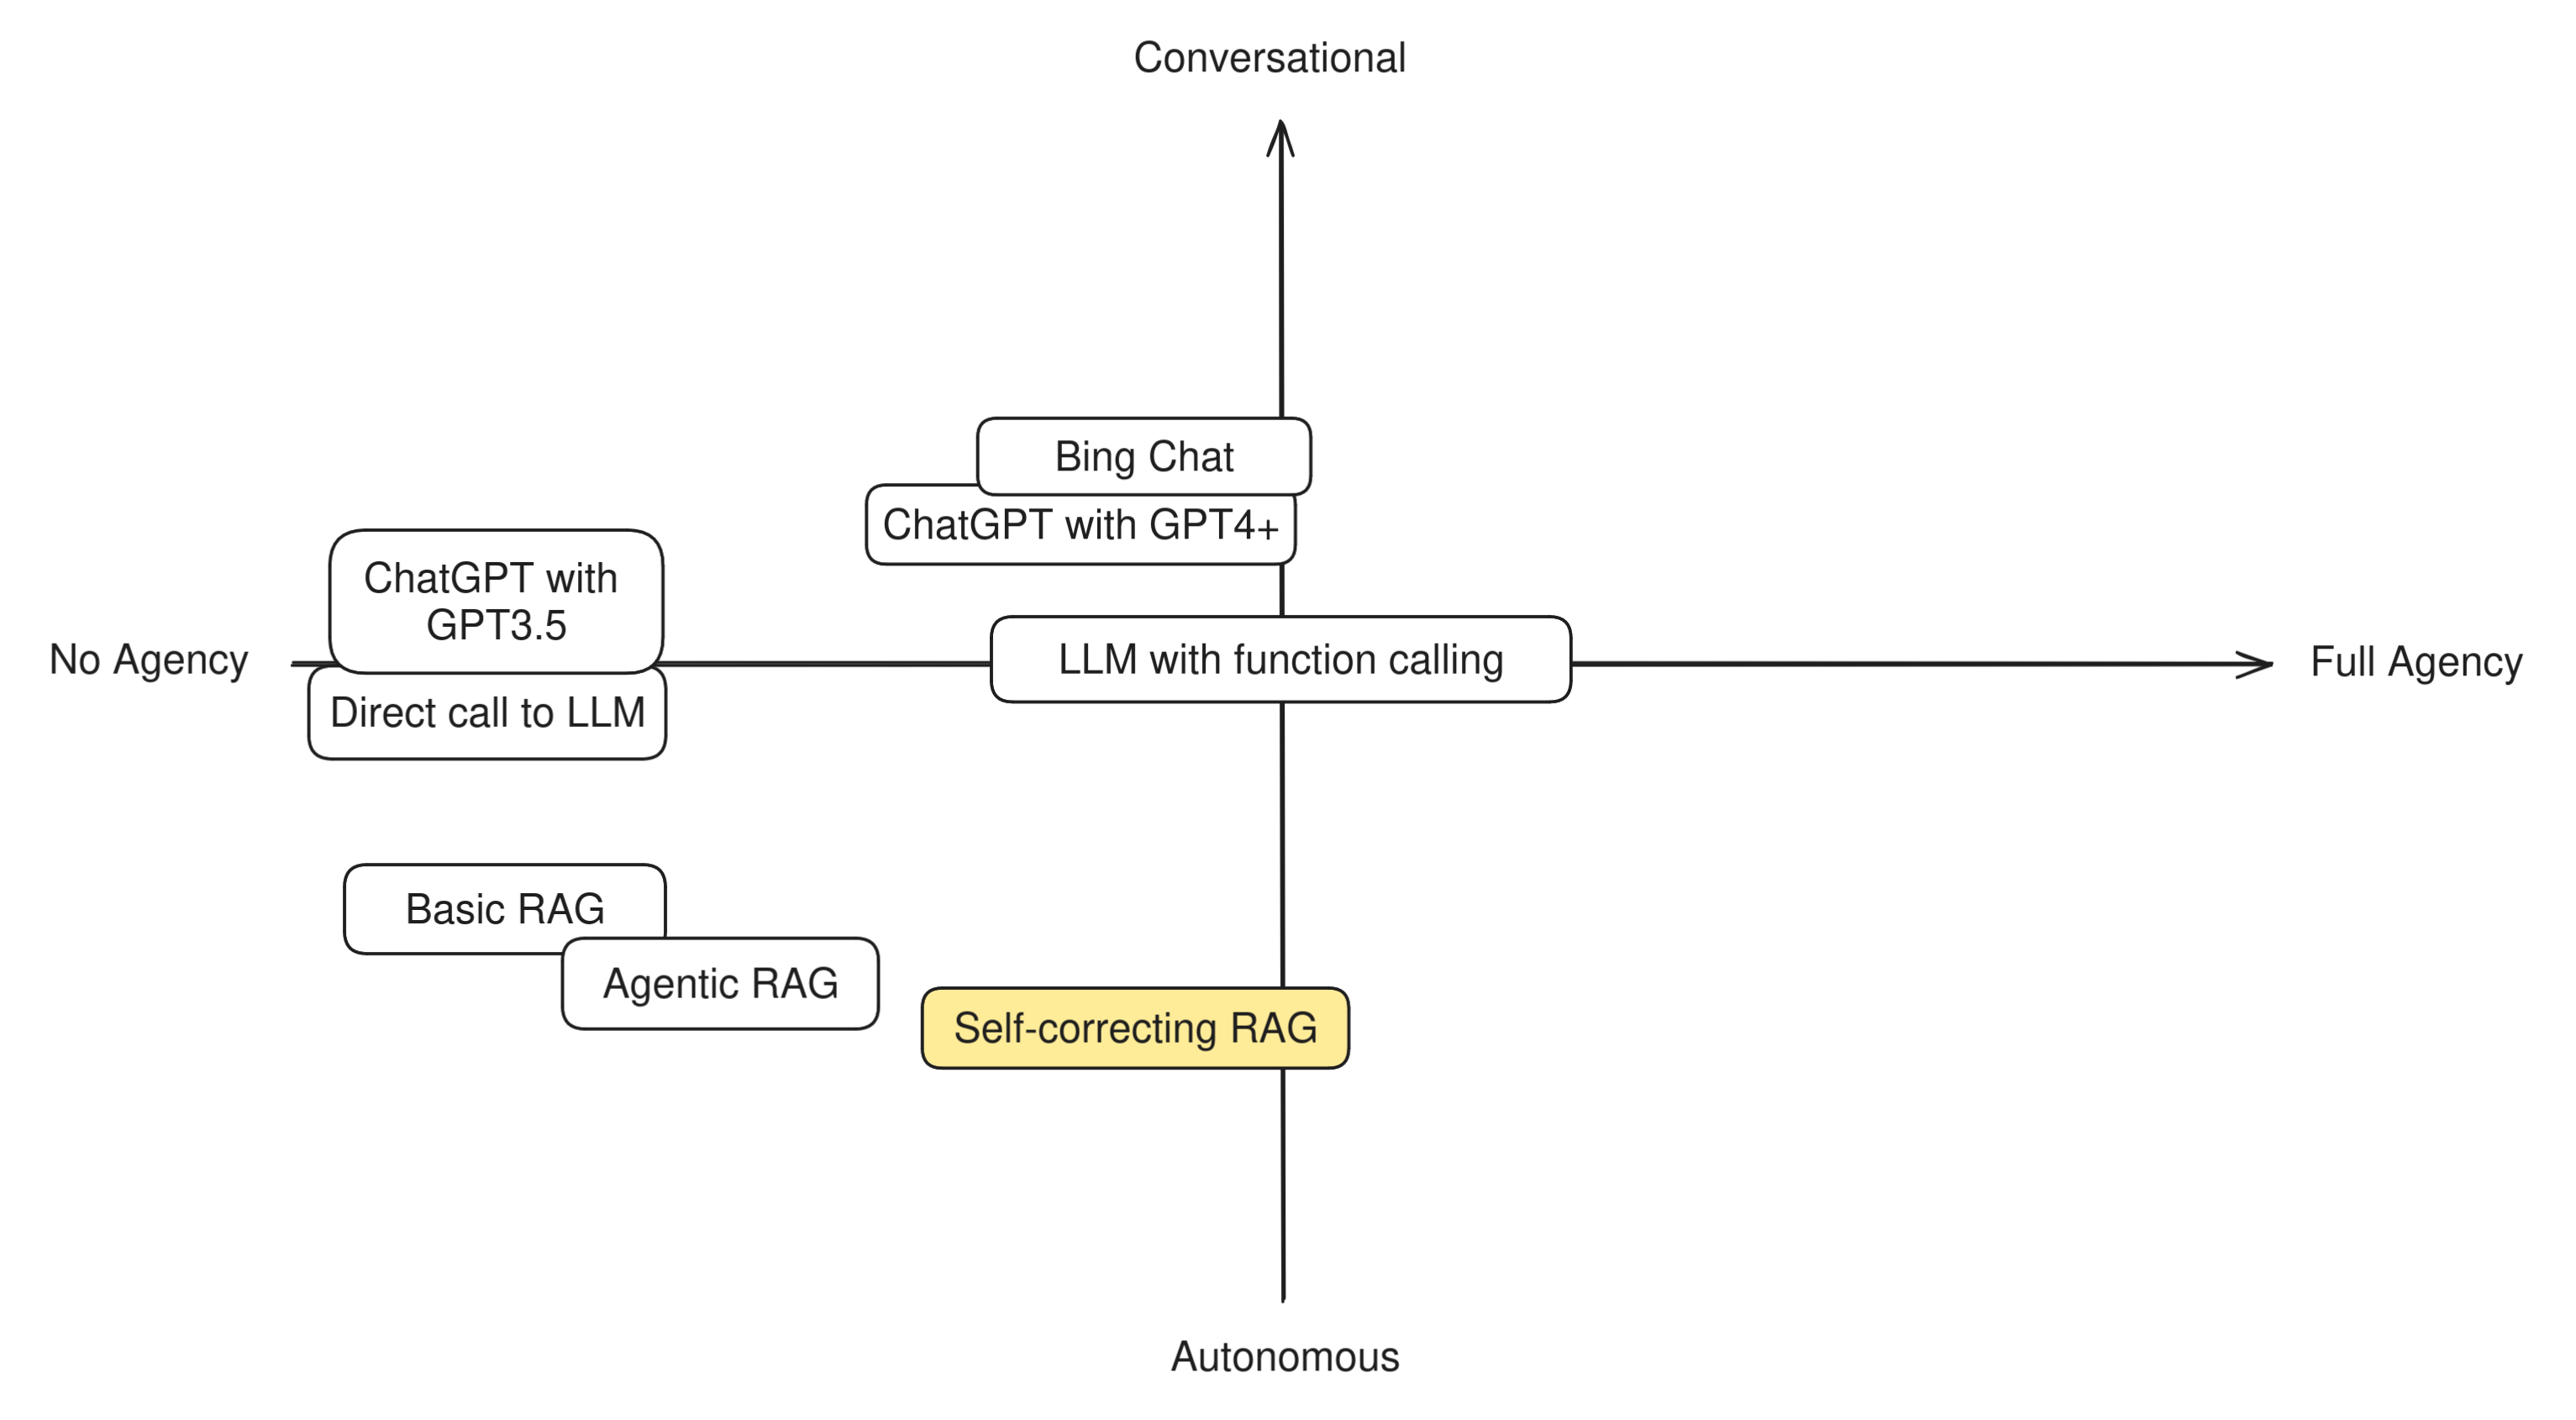 Conversational
Bing Chat
ChatGPT with GPT4+
ChatGPT with
GPT3.5
No Agency
LLM with function calling
Full Agency
Direct call to LLM
Basic RAG
Agentic RAG
Self-correcting RAG
Autonomous